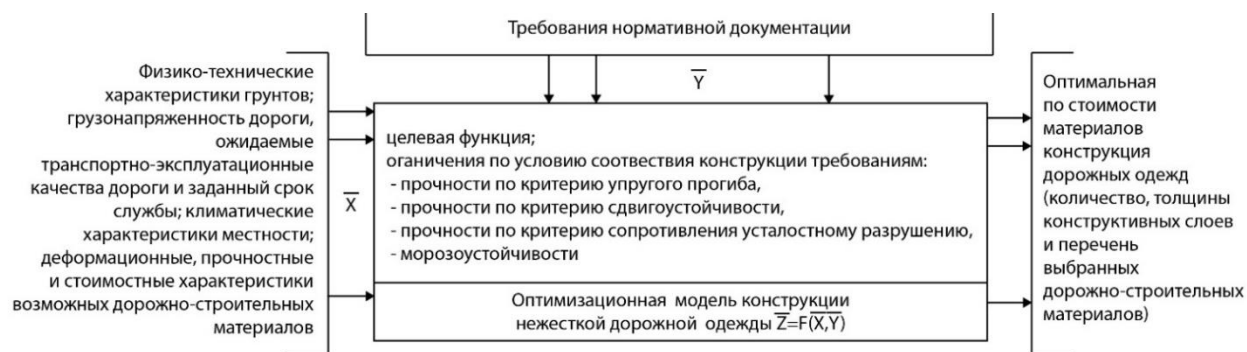 Требования нормативной документации
Y
Физико-технические
характеристики грунтов;
грузонапряженность дороги,
ожидаемые
транспортно-эксплуатационные
качества дороги и заданный срок
службы; климатические
характеристики местности;
деформационные, прочностные
и стоимостные характеристики
возможных дорожно-строительных
материалов
X
целевая функция;
оганичения по условию соотвествия конструкции требованиям:
- прочности по критерию упругого прогиба,
- прочности по критерию сдвигоустойчивости,
- прочности по критерию сопротивления усталостному разрушению,
- морозоустойчивости
Оптимизационная модель конструкции
нежесткой дорожной одежды Z̅=F(X̅,Y̅)
Оптимальная
по стоимости
материалов
конструкция
дорожных одежд
(количество, толщины
конструктивных слоев
и перечень
выбранных
дорожно-строительных
материалов)